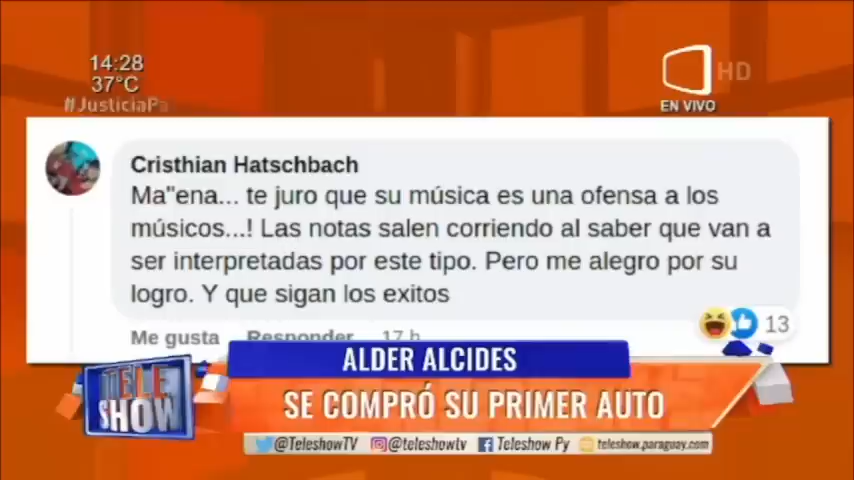 14:28
37°C
#JusticiaPa
HD
EN VIVO
Cristhian Hatschbach
Ma"ena... te juro que su música es una ofensa a los
músicos...! Las notas salen corriendo al saber que van a
ser interpretadas por este tipo. Pero me alegro por su
logro. Y que sigan los exitos
13
Me gusta Responder 17 h
ALDER ALCIDES
TELE
SHOW
SE COMPRÓ SU PRIMER AUTO
@TeleshowTV @teleshowtv Teleshow Py teleshow.paraguay.com